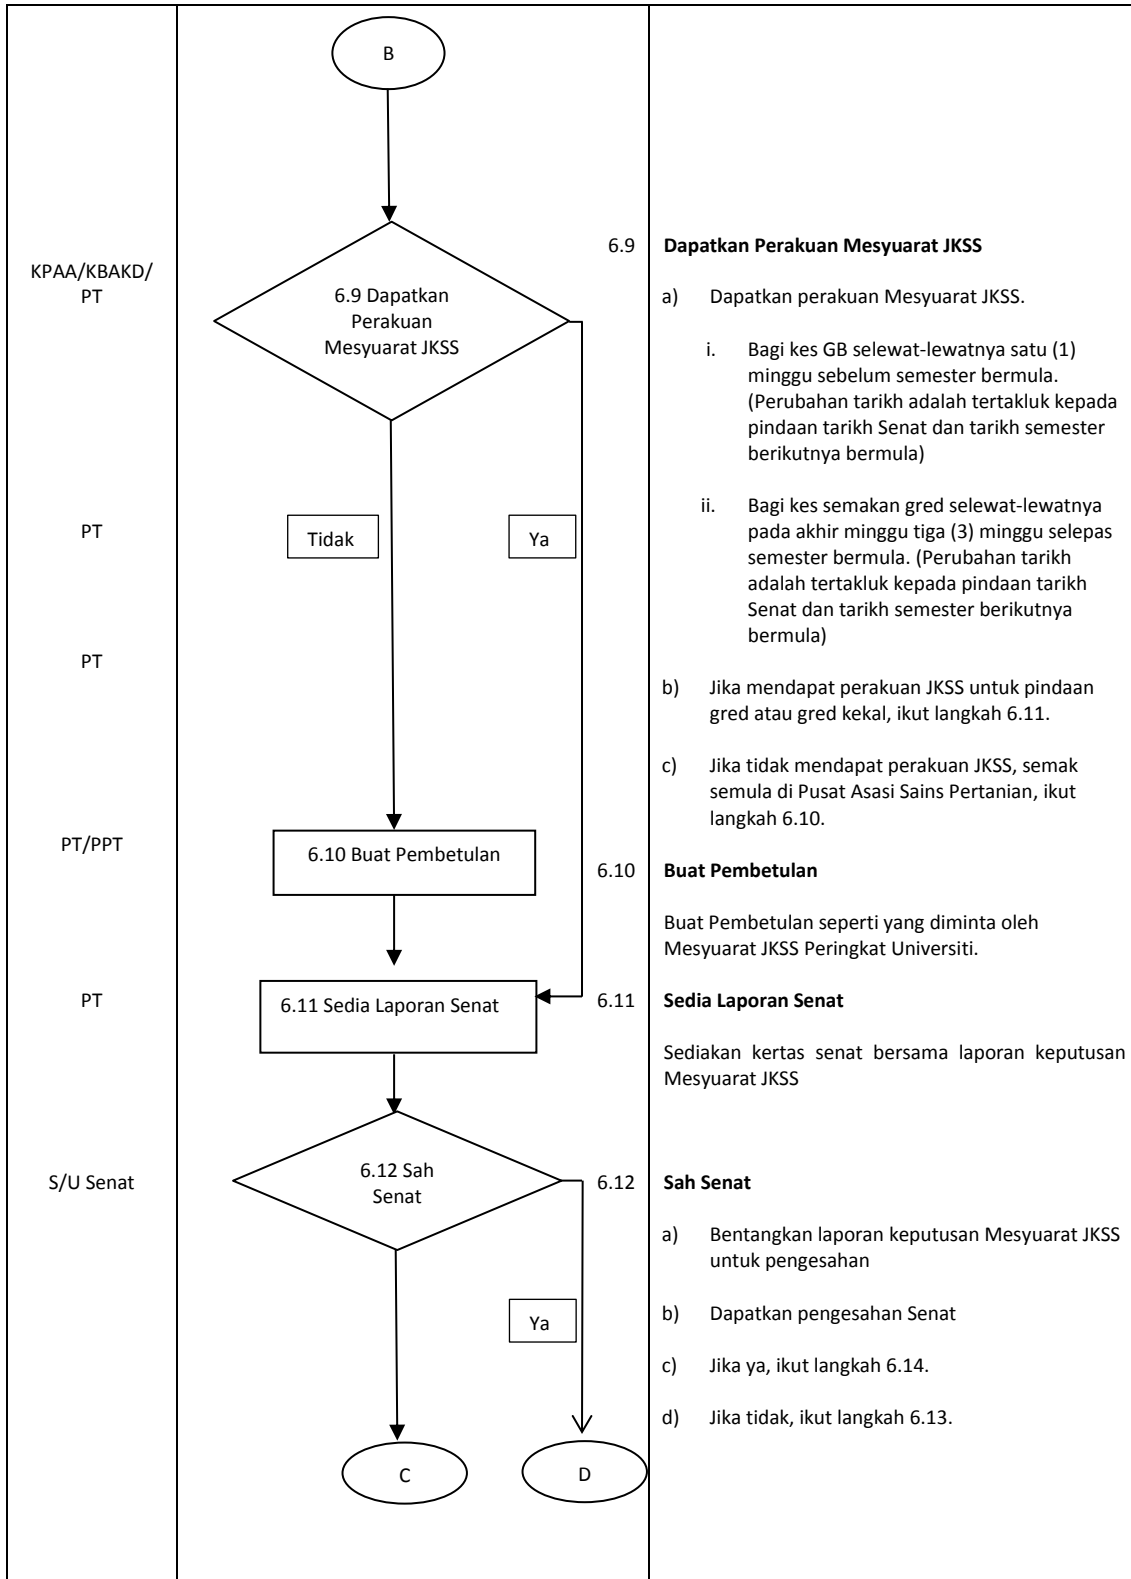 B
KPAA/KBAKD/
PT
6.9 Dapatkan
Perakuan
Mesyuarat JKSS
6.9
Dapatkan Perakuan Mesyuarat JKSS
a) Dapatkan perakuan Mesyuarat JKSS.
i. Bagi kes GB selewat-lewatnya satu (1)
minggu sebelum semester bermula.
(Perubahan tarikh adalah tertakluk kepada
pindaan tarikh Senat dan tarikh semester
berikutnya bermula)
PT
Tidak
Ya
ii. Bagi kes semakan gred selewat-lewatnya
pada akhir minggu tiga (3) minggu selepas
semester bermula. (Perubahan tarikh
adalah tertakluk kepada pindaan tarikh
Senat dan tarikh semester berikutnya
bermula)
PT
b) Jika mendapat perakuan JKSS untuk pindaan
gred atau gred kekal, ikut langkah 6.11.
c) Jika tidak mendapat perakuan JKSS, semak
semula di Pusat Asasi Sains Pertanian, ikut
langkah 6.10.
PT/PPT
6.10 Buat Pembetulan
6.10
Buat Pembetulan
Buat Pembetulan seperti yang diminta oleh
Mesyuarat JKSS Peringkat Universiti.
PT
6.11 Sedia Laporan Senat
6.11
Sedia Laporan Senat
Sediakan kertas senat bersama laporan keputusan
Mesyuarat JKSS
S/U Senat
6.12 Sah
Senat
6.12
Sah Senat
a) Bentangkan laporan keputusan Mesyuarat JKSS
untuk pengesahan
b) Dapatkan pengesahan Senat
Ya
c) Jika ya, ikut langkah 6.14.
d) Jika tidak, ikut langkah 6.13.
C
D